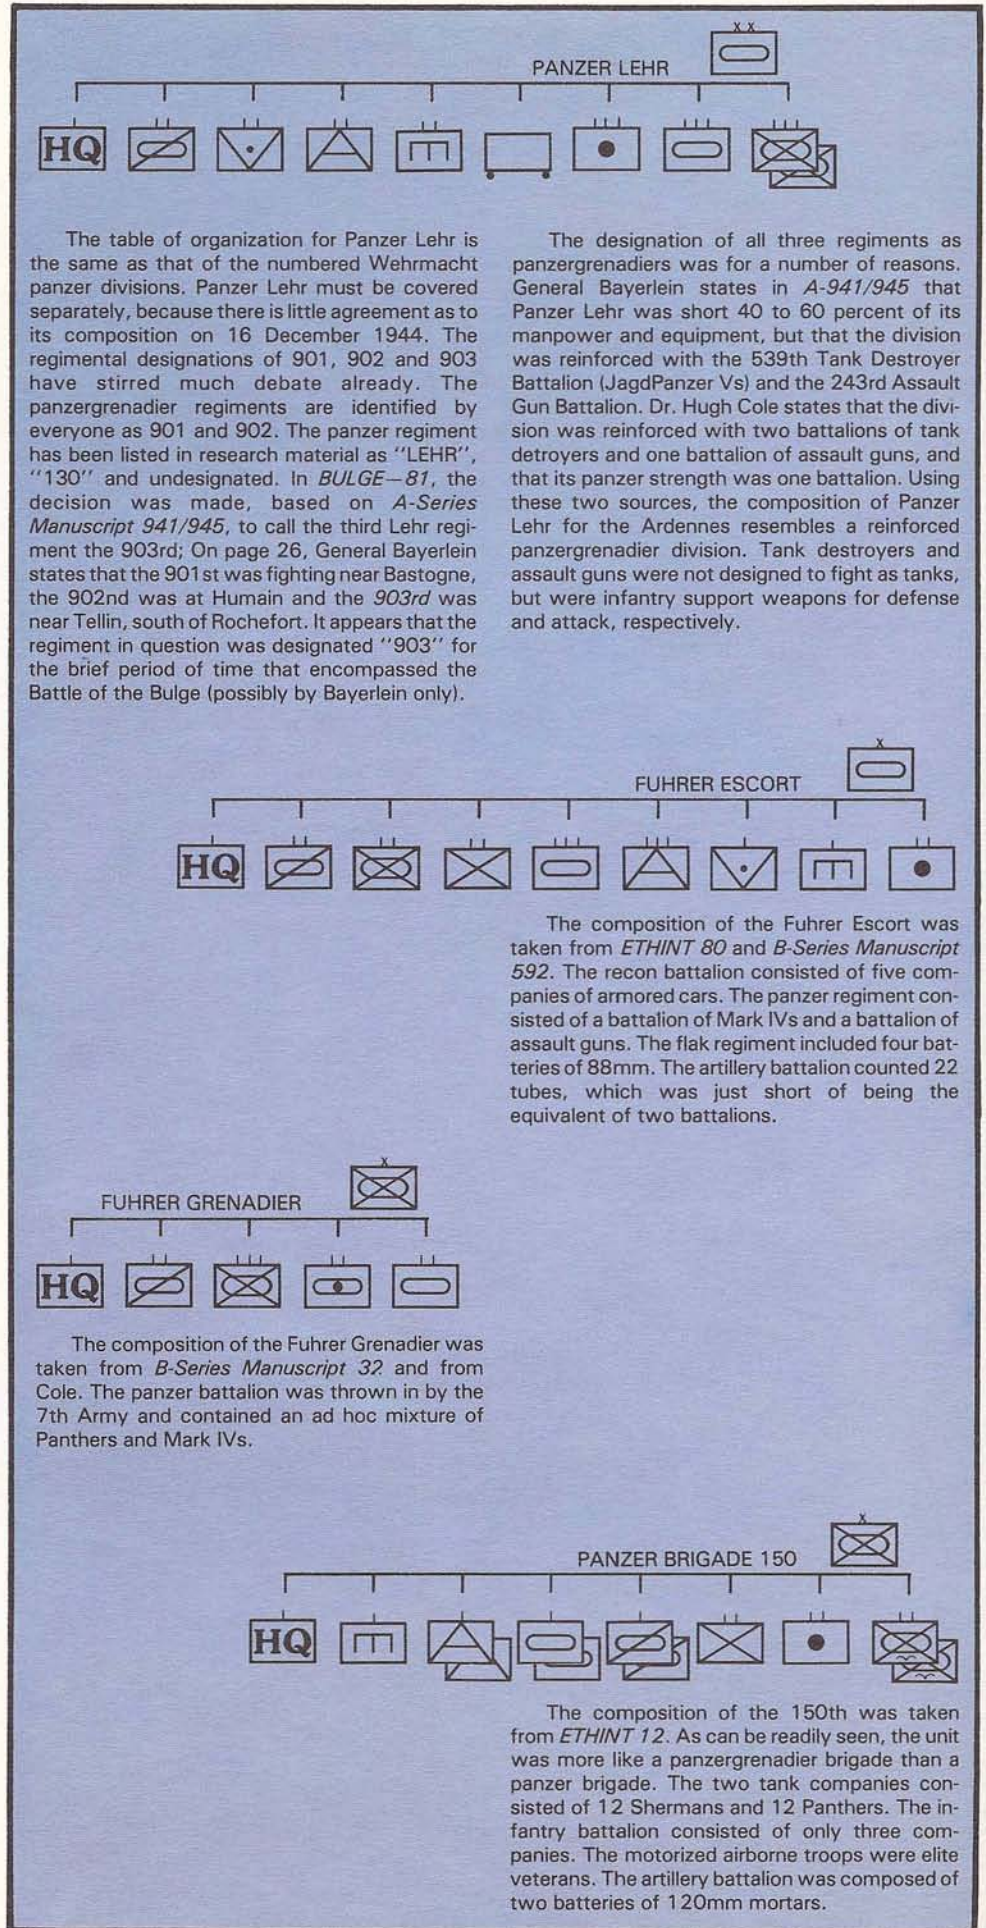 X X
PANZER LEHR
HQ
The table of organization for Panzer Lehr is
the same as that of the numbered Wehrmacht
panzer divisions. Panzer Lehr must be covered
separately, because there is little agreement as to
its composition on 16 December 1944. The
regimental designations of 901, 902 and 903
have stirred much debate already. The
panzergrenadier regiments are identified by
everyone as 901 and 902. The panzer regiment
has been listed in research material as "LEHR",
"130" and undesignated. In BULGE—81, the
decision was made, based on A-Series
Manuscript 941/945, to call the third Lehr regi-
ment the 903rd; On page 26, General Bayerlein
states that the 901st was fighting near Bastogne,
the 902nd was at Humain and the 903rd was
near Tellin, south of Rochefort. It appears that the
regiment in question was designated "903" for
the brief period of time that encompassed the
Battle of the Bulge (possibly by Bayerlein only).
The designation of all three regiments as
panzergrenadiers was for a number of reasons.
General Bayerlein states in A-941/945 that
Panzer Lehr was short 40 to 60 percent of its
manpower and equipment, but that the division
was reinforced with the 539th Tank Destroyer
Battalion (JagdPanzer Vs) and the 243rd Assault
Gun Battalion. Dr. Hugh Cole states that the divi-
sion was reinforced with two battalions of tank
detroyers and one battalion of assault guns, and
that its panzer strength was one battalion. Using
these two sources, the composition of Panzer
Lehr for the Ardennes resembles a reinforced
panzergrenadier division. Tank destroyers and
assault guns were not designed to fight as tanks,
but were infantry support weapons for defense
and attack, respectively.
X
FUHRER ESCORT
HQ
The composition of the Fuhrer Escort was
taken from ETHINT 80 and B-Series Manuscript
592. The recon battalion consisted of five com-
panies of armored cars. The panzer regiment con-
sisted of a battalion of Mark IVs and a battalion of
assault guns. The flak regiment included four bat-
teries of 88mm. The artillery battalion counted 22
tubes, which was just short of being the
equivalent of two battalions.
X
FUHRER GRENADIER
HQ
The composition of the Fuhrer Grenadier was
taken from B-Series Manuscript 32 and from
Cole. The panzer battalion was thrown in by the
7th Army and contained an ad hoc mixture of
Panthers and Mark IVs.
X
PANZER BRIGADE 150
HQ
The composition of the 150th was taken
from ETHINT 12. As can be readily seen, the unit
was more like a panzergrenadier brigade than a
panzer brigade. The two tank companies con-
sisted of 12 Shermans and 12 Panthers. The in-
fantry battalion consisted of only three com-
panies. The motorized airborne troops were elite
veterans. The artillery battalion was composed of
two batteries of 120mm mortars.